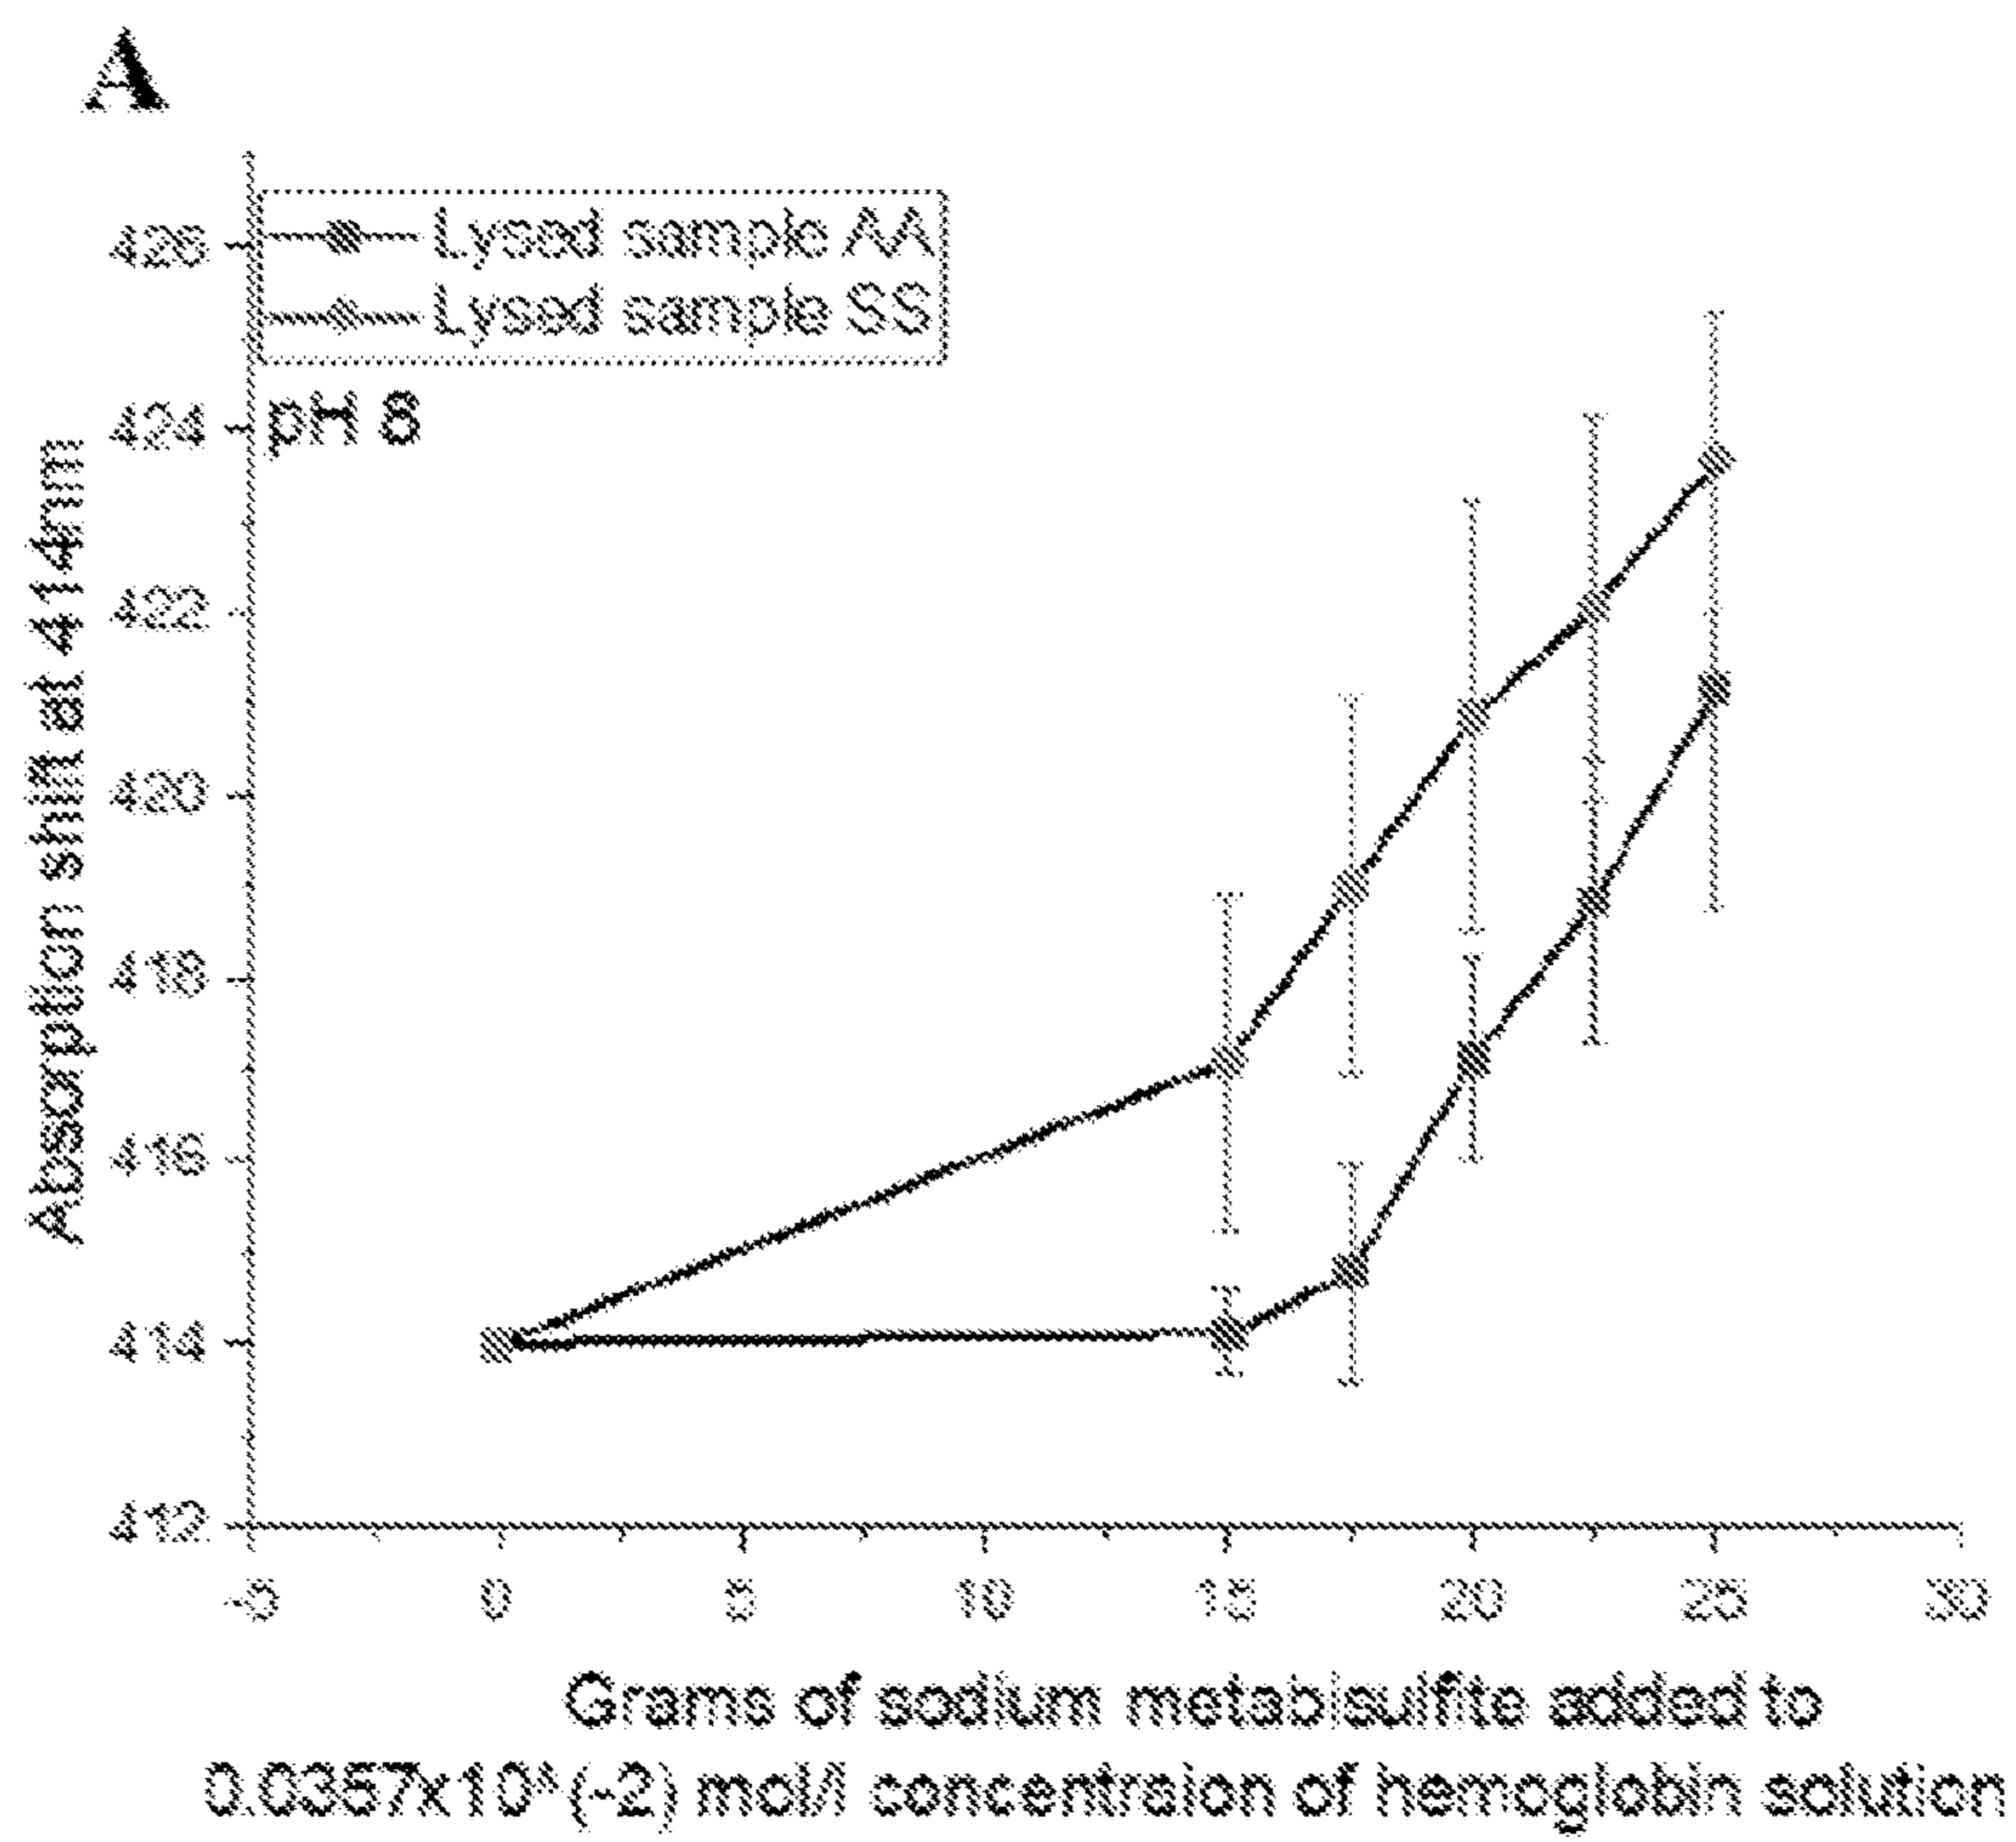 A
Lysed sample AA
Lysed sample SS
pH 8
Absorption shift at 414nm
426
424
422
420
418
416
414
412
-5 0 5 10 15 20 25 30
Grams of sodium metabisulfite added to
0.0357x10^(-2) mol/l concentraion of hemoglobin solution